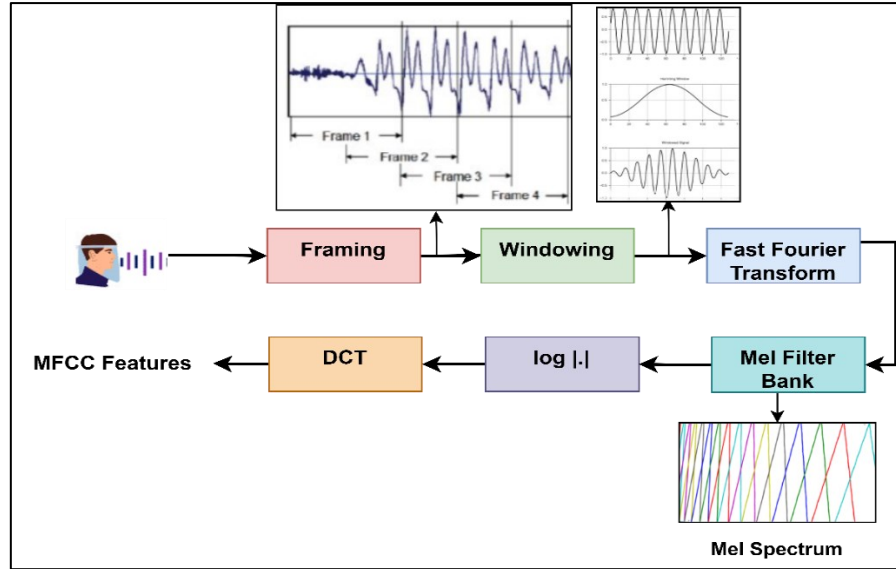 Frame 1
Frame 2
Frame 3
Frame 4
Framing
Windowing
Fast Fourier
Transform
MFCC Features
DCT
log |.|
Mel Filter
Bank
Mel Spectrum